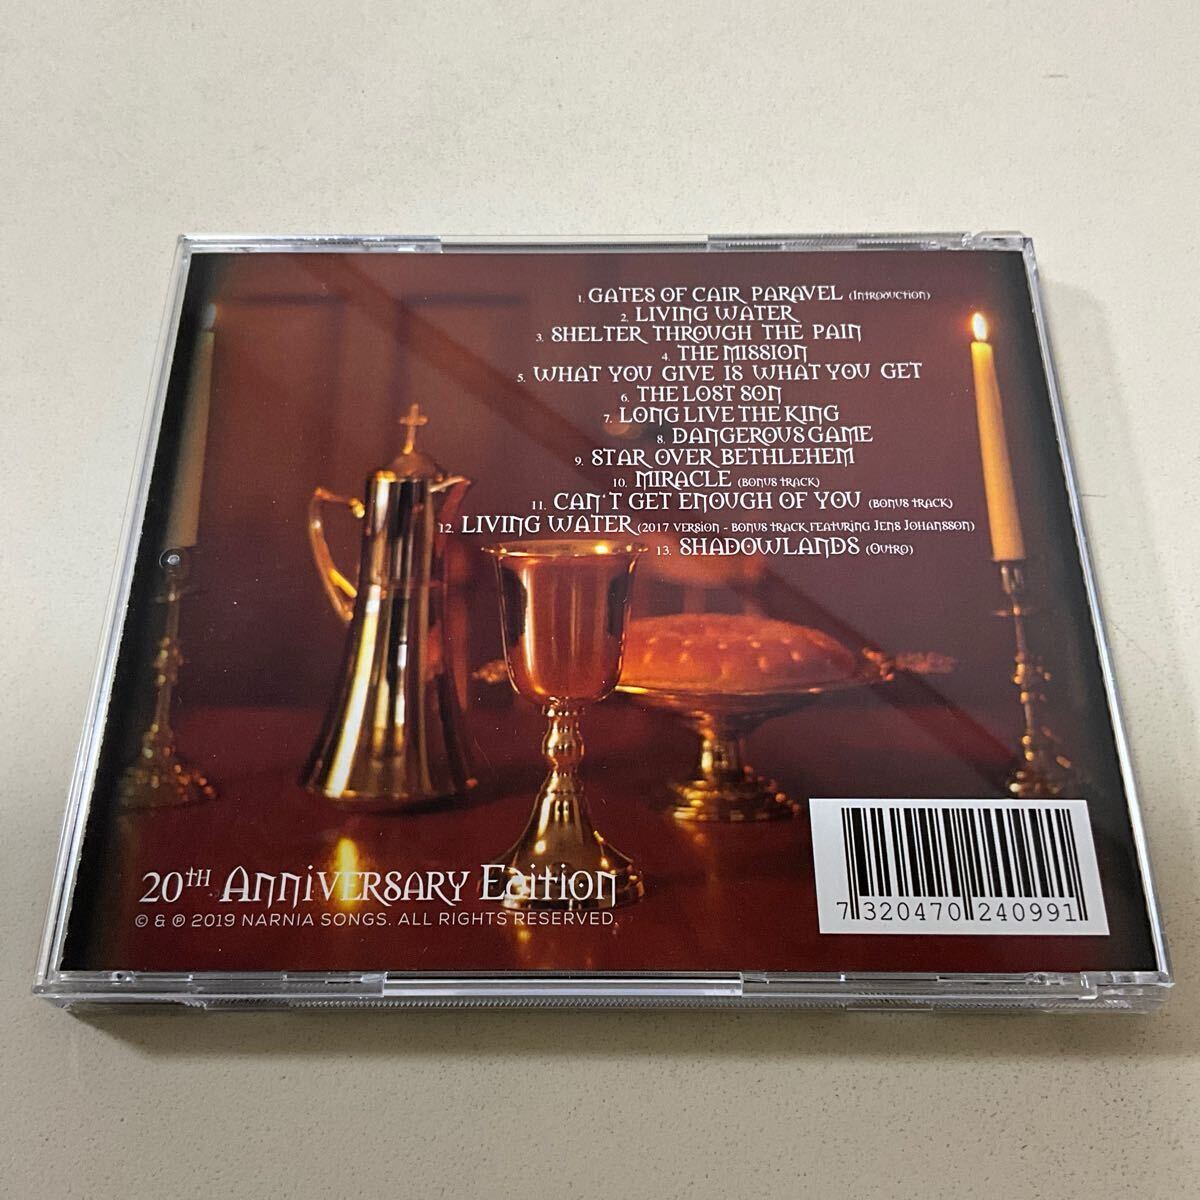 1. GATES OF CAIR PARAVEL (INTRODUCTION)
2. LIVING WATER
3. SHELTER THROUGH THE PAIN
4. THE MISSION
5. WHAT YOU GIVE IS WHAT YOU GET
6. THE LOST SON
7. LONG LIVE THE KING
8. DANGEROUS GAME
9. STAR OVER BETHLEHEM
10. MIRACLE (BONUS TRACK)
11. CAN'T GET ENOUGH OF YOU (BONUS TRACK)
12. LIVING WATER (2017 VERSION - BONUS TRACK FEATURING JENS JOHANSSON)
13. SHADOWLANDS (OUTRO)
20TH ANNIVERSARY EDITION
© & ℗ 2019 NARNIA SONGS. ALL RIGHTS RESERVED.
7 320470 240991